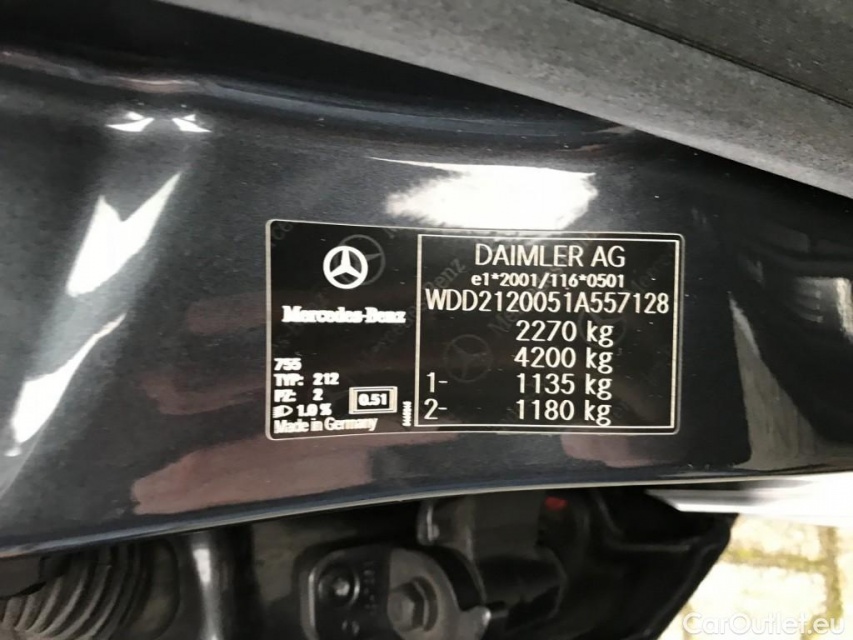 Mercedes-Benz
755
TYP: 212
PZ: 2
1.0 %
0.51
Made in Germany
DAIMLER AG
e1*2001/116*0501
WDD2120051A557128
2270 kg
4200 kg
1- 1135 kg
2- 1180 kg
CarOutlet.eu